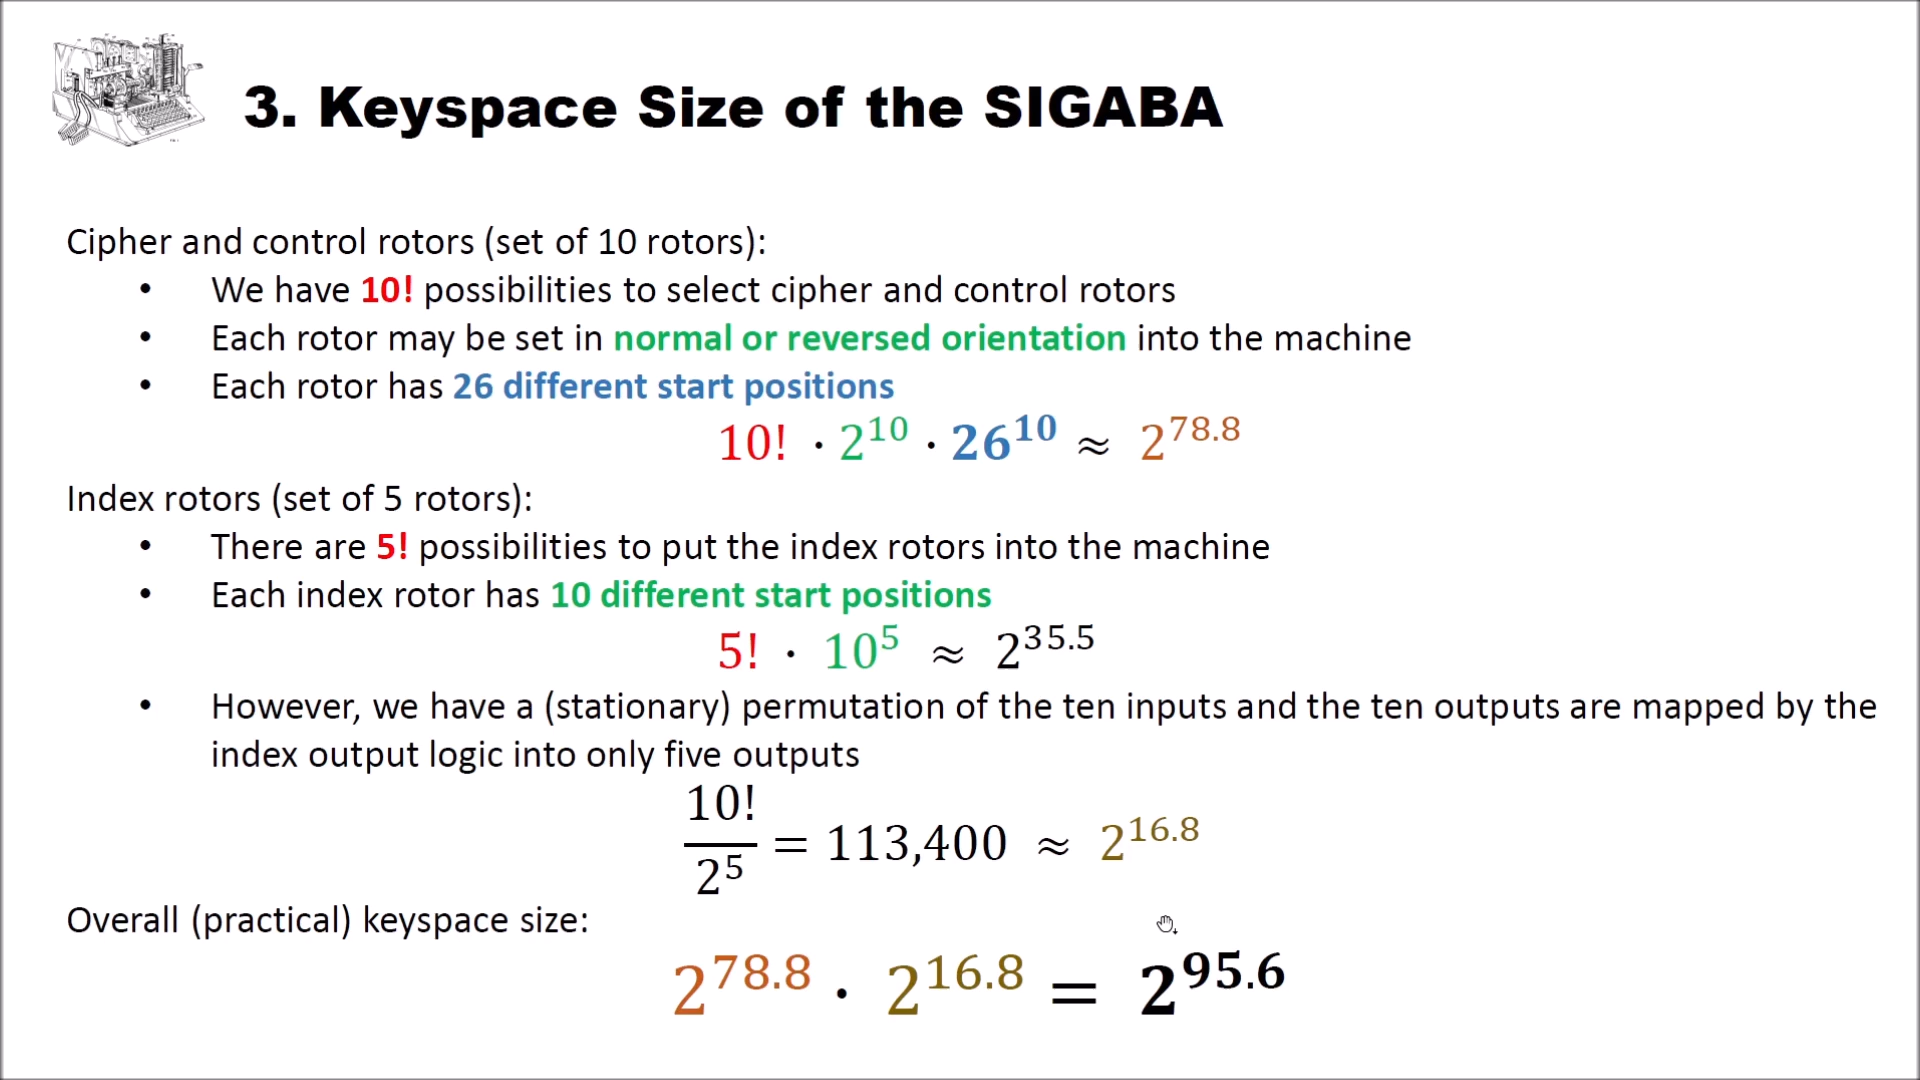 3. Keyspace Size of the SIGABA
Cipher and control rotors (set of 10 rotors):
• We have 10! possibilities to select cipher and control rotors
• Each rotor may be set in normal or reversed orientation into the machine
• Each rotor has 26 different start positions
10! · 2^10 · 26^10 ≈ 2^78.8
Index rotors (set of 5 rotors):
• There are 5! possibilities to put the index rotors into the machine
• Each index rotor has 10 different start positions
5! · 10^5 ≈ 2^35.5
• However, we have a (stationary) permutation of the ten inputs and the ten outputs are mapped by the
index output logic into only five outputs
10!/2^5 = 113,400 ≈ 2^16.8
Overall (practical) keyspace size:
2^78.8 · 2^16.8 = 2^95.6